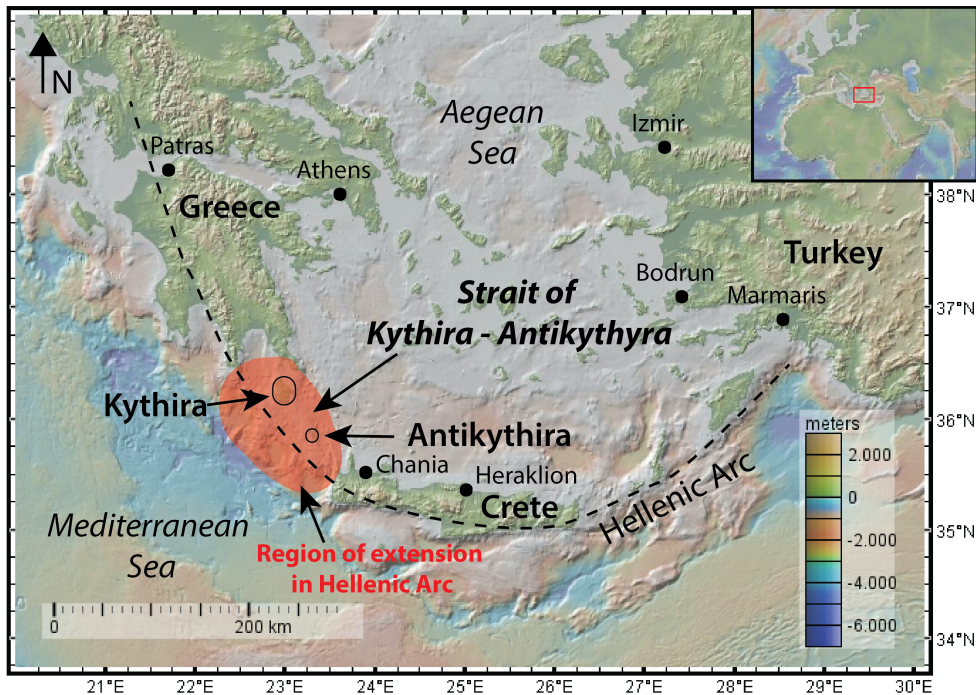 N
Aegean
Sea
Izmir
Patras
Athens
Greece
38°N
Turkey
Bodrun
Marmaris
Strait of
Kythira - Antikythyra
37°N
Kythira
Antikythira
36°N
Chania
Heraklion
Crete
Hellenic Arc
meters
2.000
0
-2.000
-4.000
-6.000
35°N
Mediterranean
Sea
Region of extension
in Hellenic Arc
0 200 km
34°N
21°E 22°E 23°E 24°E 25°E 26°E 27°E 28°E 29°E 30°E